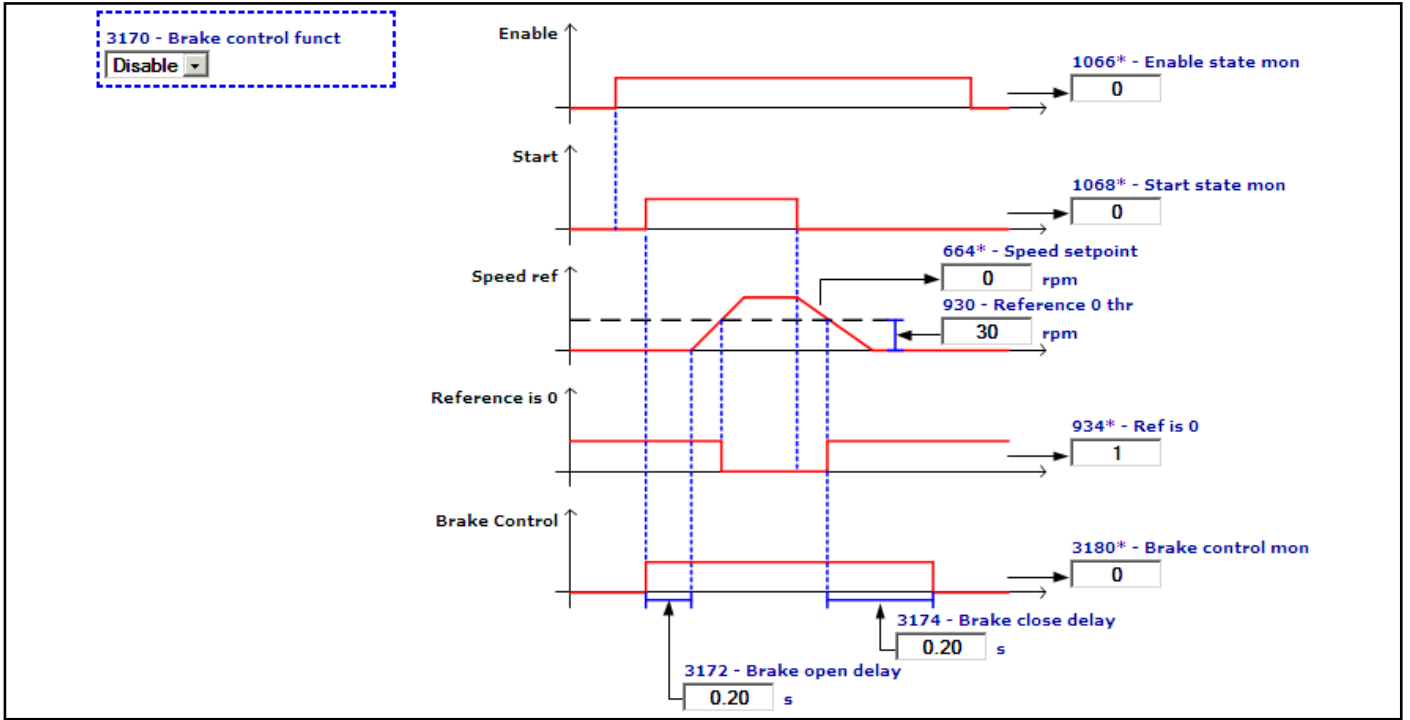 3170 - Brake control funct
Disable
Enable
1066* - Enable state mon
0
Start
1068* - Start state mon
0
664* - Speed setpoint
Speed ref
0 rpm
930 - Reference 0 thr
30 rpm
Reference is 0
934* - Ref is 0
1
Brake Control
3180* - Brake control mon
0
3174 - Brake close delay
0.20 s
3172 - Brake open delay
0.20 s